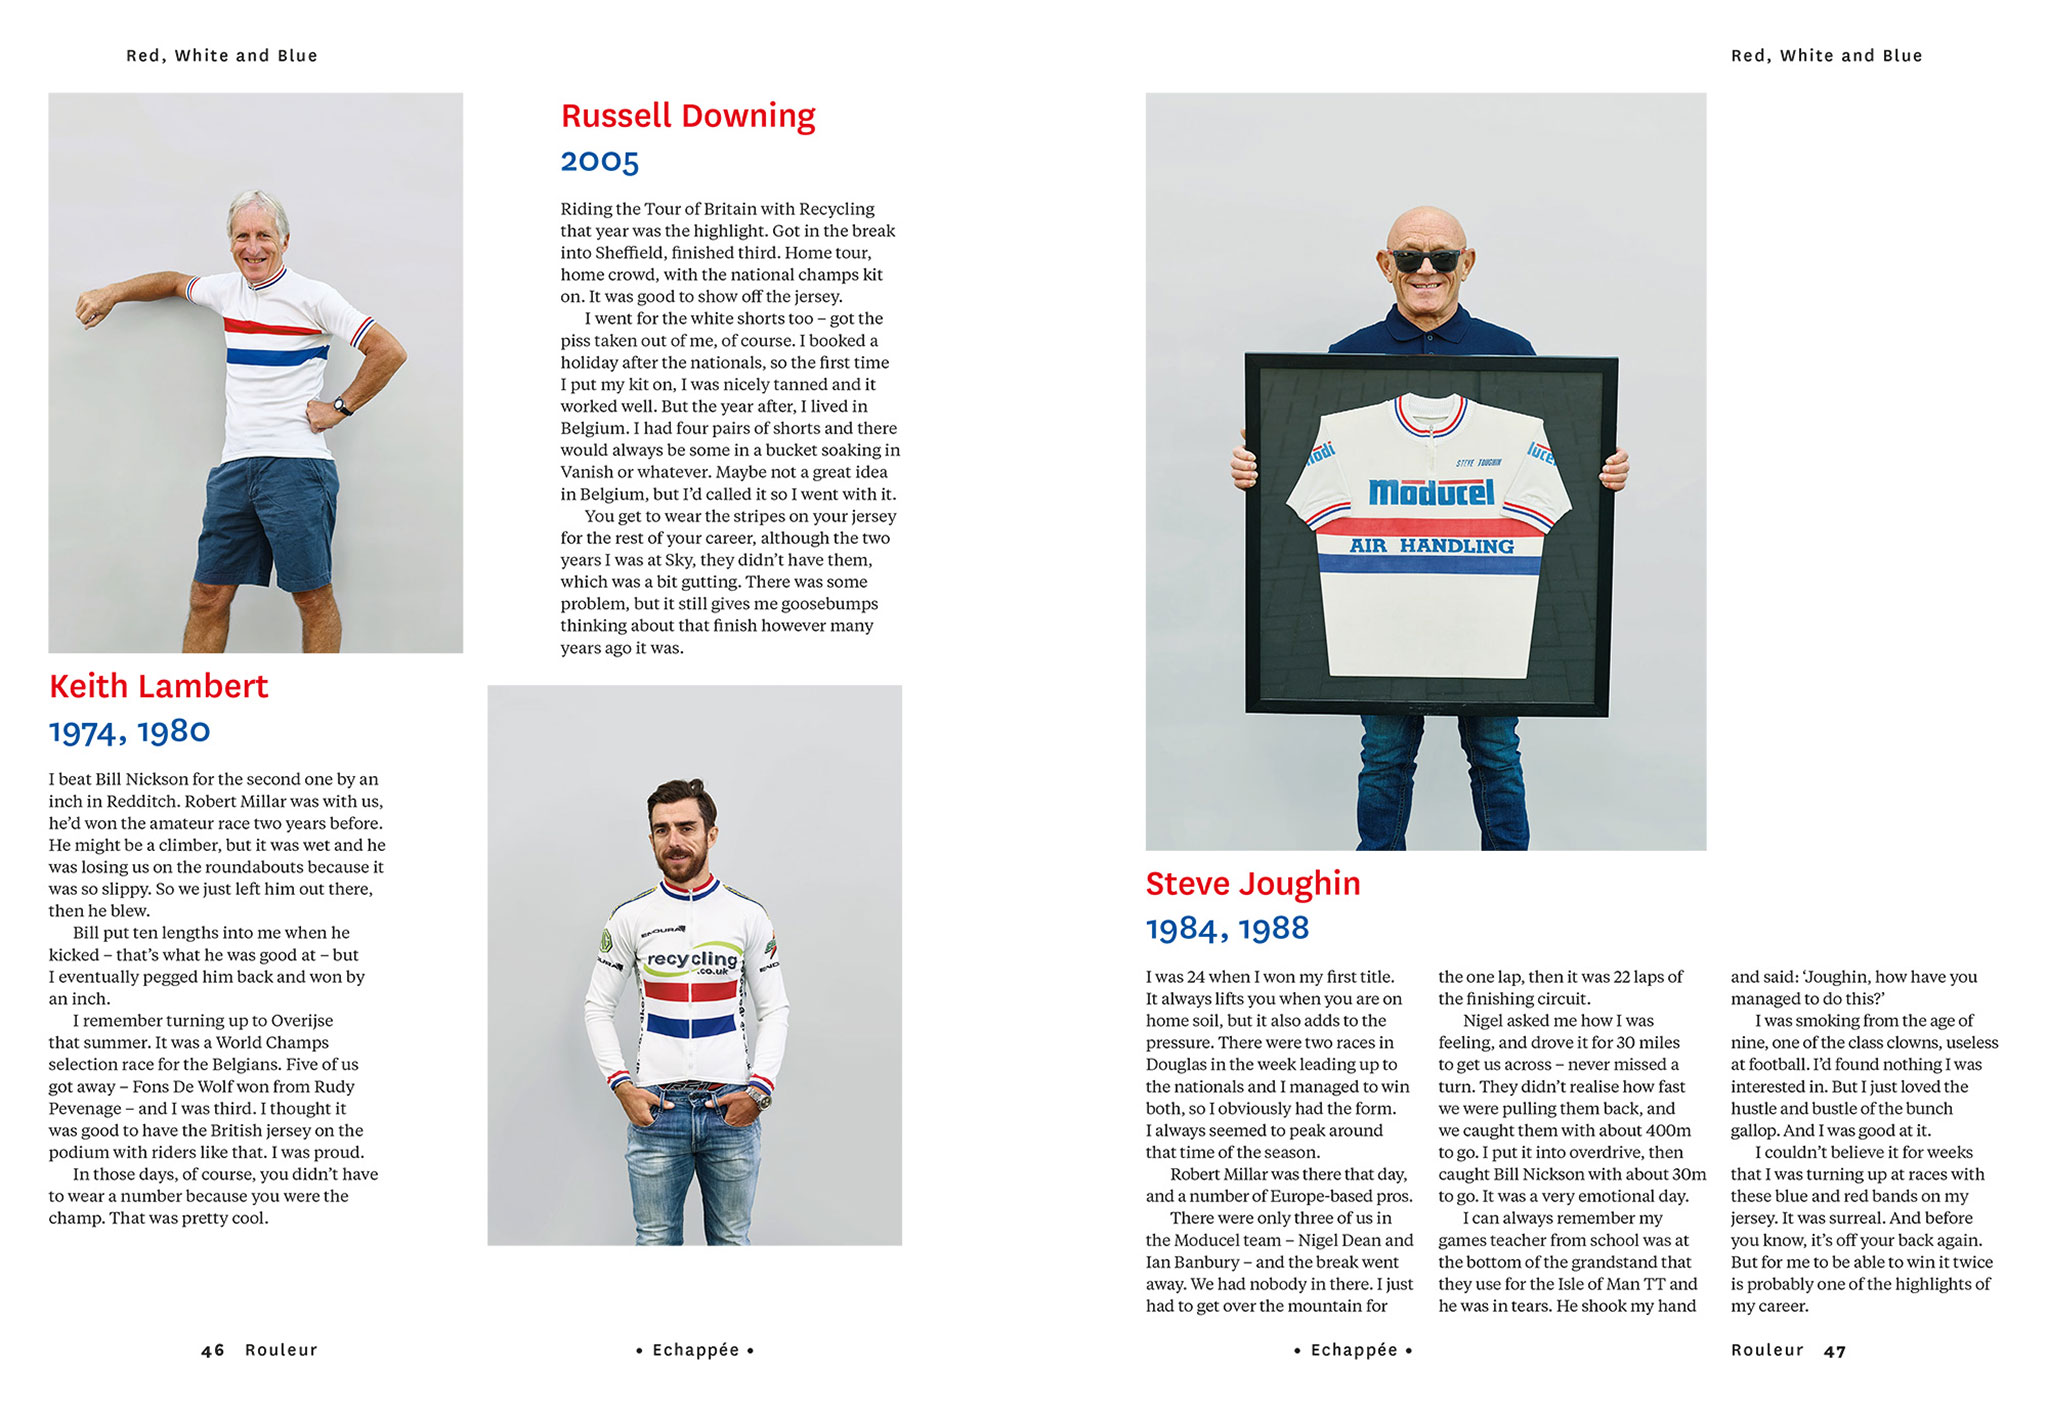 Red, White and Blue
Keith Lambert
1974, 1980
I beat Bill Nickson for the second one by an
inch in Redditch. Robert Millar was with us,
he’d won the amateur race two years before.
He might be a climber, but it was wet and he
was losing us on the roundabouts because it
was so slippy. So we just left him out there,
then he blew.
Bill put ten lengths into me when he
kicked – that’s what he was good at – but
I eventually pegged him back and won by
an inch.
I remember turning up to Overijse
that summer. It was a World Champs
selection race for the Belgians. Five of us
got away – Fons De Wolf won from Rudy
Pevenage – and I was third. I thought it
was good to have the British jersey on the
podium with riders like that. I was proud.
In those days, of course, you didn’t have
to wear a number because you were the
champ. That was pretty cool.
Russell Downing
2005
Riding the Tour of Britain with Recycling
that year was the highlight. Got in the break
into Sheffield, finished third. Home tour,
home crowd, with the national champs kit
on. It was good to show off the jersey.
I went for the white shorts too – got the
piss taken out of me, of course. I booked a
holiday after the nationals, so the first time
I put my kit on, I was nicely tanned and it
worked well. But the year after, I lived in
Belgium. I had four pairs of shorts and there
would always be some in a bucket soaking in
Vanish or whatever. Maybe not a great idea
in Belgium, but I’d called it so I went with it.
You get to wear the stripes on your jersey
for the rest of your career, although the two
years I was at Sky, they didn’t have them,
which was a bit gutting. There was some
problem, but it still gives me goosebumps
thinking about that finish however many
years ago it was.
ENDURA
recycling
.co.uk
46 Rouleur
• Echappée •
Red, White and Blue
modi
STEVE JOUGHIN
lucel
moducel
AIR HANDLING
Steve Joughin
1984, 1988
I was 24 when I won my first title.
It always lifts you when you are on
home soil, but it also adds to the
pressure. There were two races in
Douglas in the week leading up to
the nationals and I managed to win
both, so I obviously had the form.
I always seemed to peak around
that time of the season.
Robert Millar was there that day,
and a number of Europe-based pros.
There were only three of us in
the Moducel team – Nigel Dean and
Ian Banbury – and the break went
away. We had nobody in there. I just
had to get over the mountain for
the one lap, then it was 22 laps of
the finishing circuit.
Nigel asked me how I was
feeling, and drove it for 30 miles
to get us across – never missed a
turn. They didn’t realise how fast
we were pulling them back, and
we caught them with about 400m
to go. I put it into overdrive, then
caught Bill Nickson with about 30m
to go. It was a very emotional day.
I can always remember my
games teacher from school was at
the bottom of the grandstand that
they use for the Isle of Man TT and
he was in tears. He shook my hand
and said: ‘Joughin, how have you
managed to do this?’
I was smoking from the age of
nine, one of the class clowns, useless
at football. I’d found nothing I was
interested in. But I just loved the
hustle and bustle of the bunch
gallop. And I was good at it.
I couldn’t believe it for weeks
that I was turning up at races with
these blue and red bands on my
jersey. It was surreal. And before
you know, it’s off your back again.
But for me to be able to win it twice
is probably one of the highlights of
my career.
• Echappée •
Rouleur 47